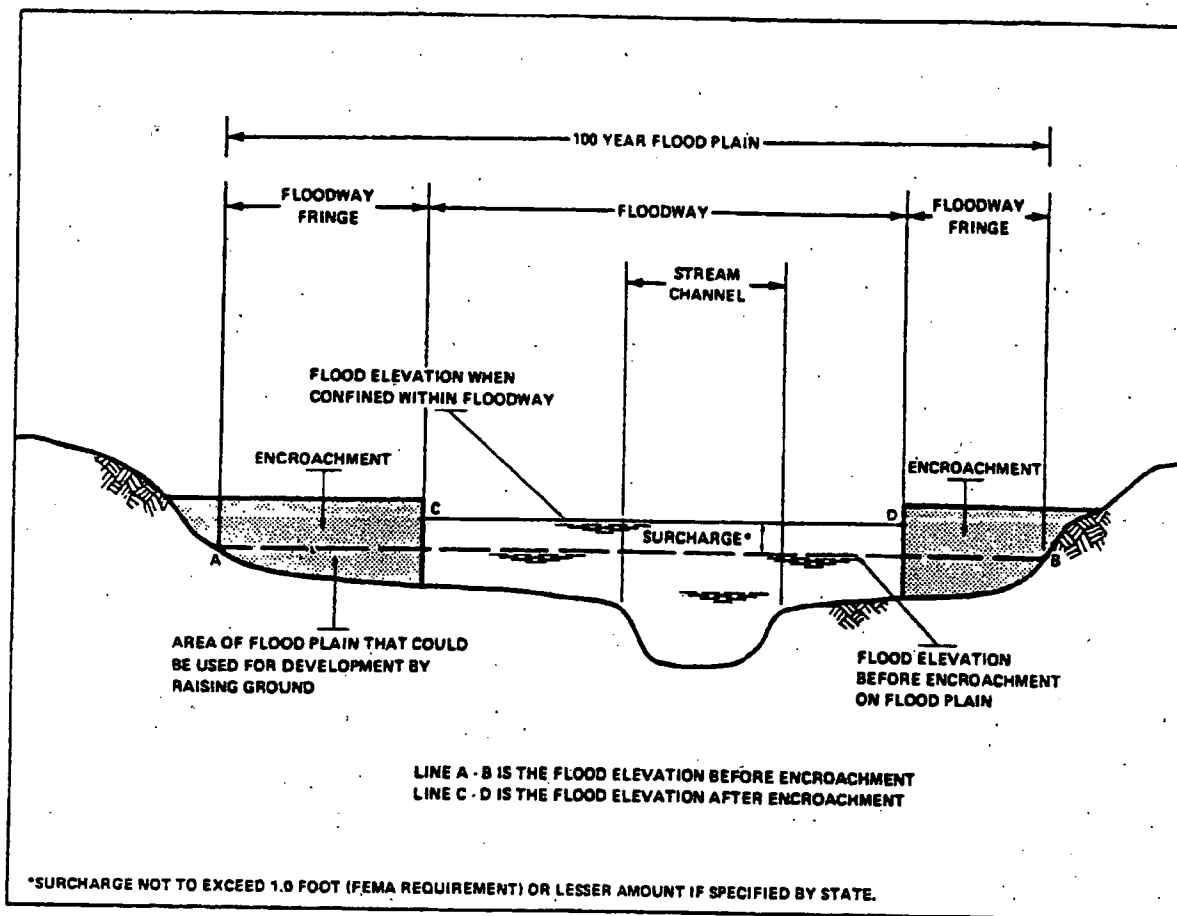 100 YEAR FLOOD PLAIN
FLOODWAY
FRINGE
FLOODWAY
FLOODWAY
FRINGE
STREAM
CHANNEL
FLOOD ELEVATION WHEN
CONFINED WITHIN FLOODWAY
ENCROACHMENT
ENCROACHMENT
C
D
SURCHARGE*
A
B
AREA OF FLOOD PLAIN THAT COULD
BE USED FOR DEVELOPMENT BY
RAISING GROUND
FLOOD ELEVATION
BEFORE ENCROACHMENT
ON FLOOD PLAIN
LINE A - B IS THE FLOOD ELEVATION BEFORE ENCROACHMENT
LINE C - D IS THE FLOOD ELEVATION AFTER ENCROACHMENT
*SURCHARGE NOT TO EXCEED 1.0 FOOT (FEMA REQUIREMENT) OR LESSER AMOUNT IF SPECIFIED BY STATE.